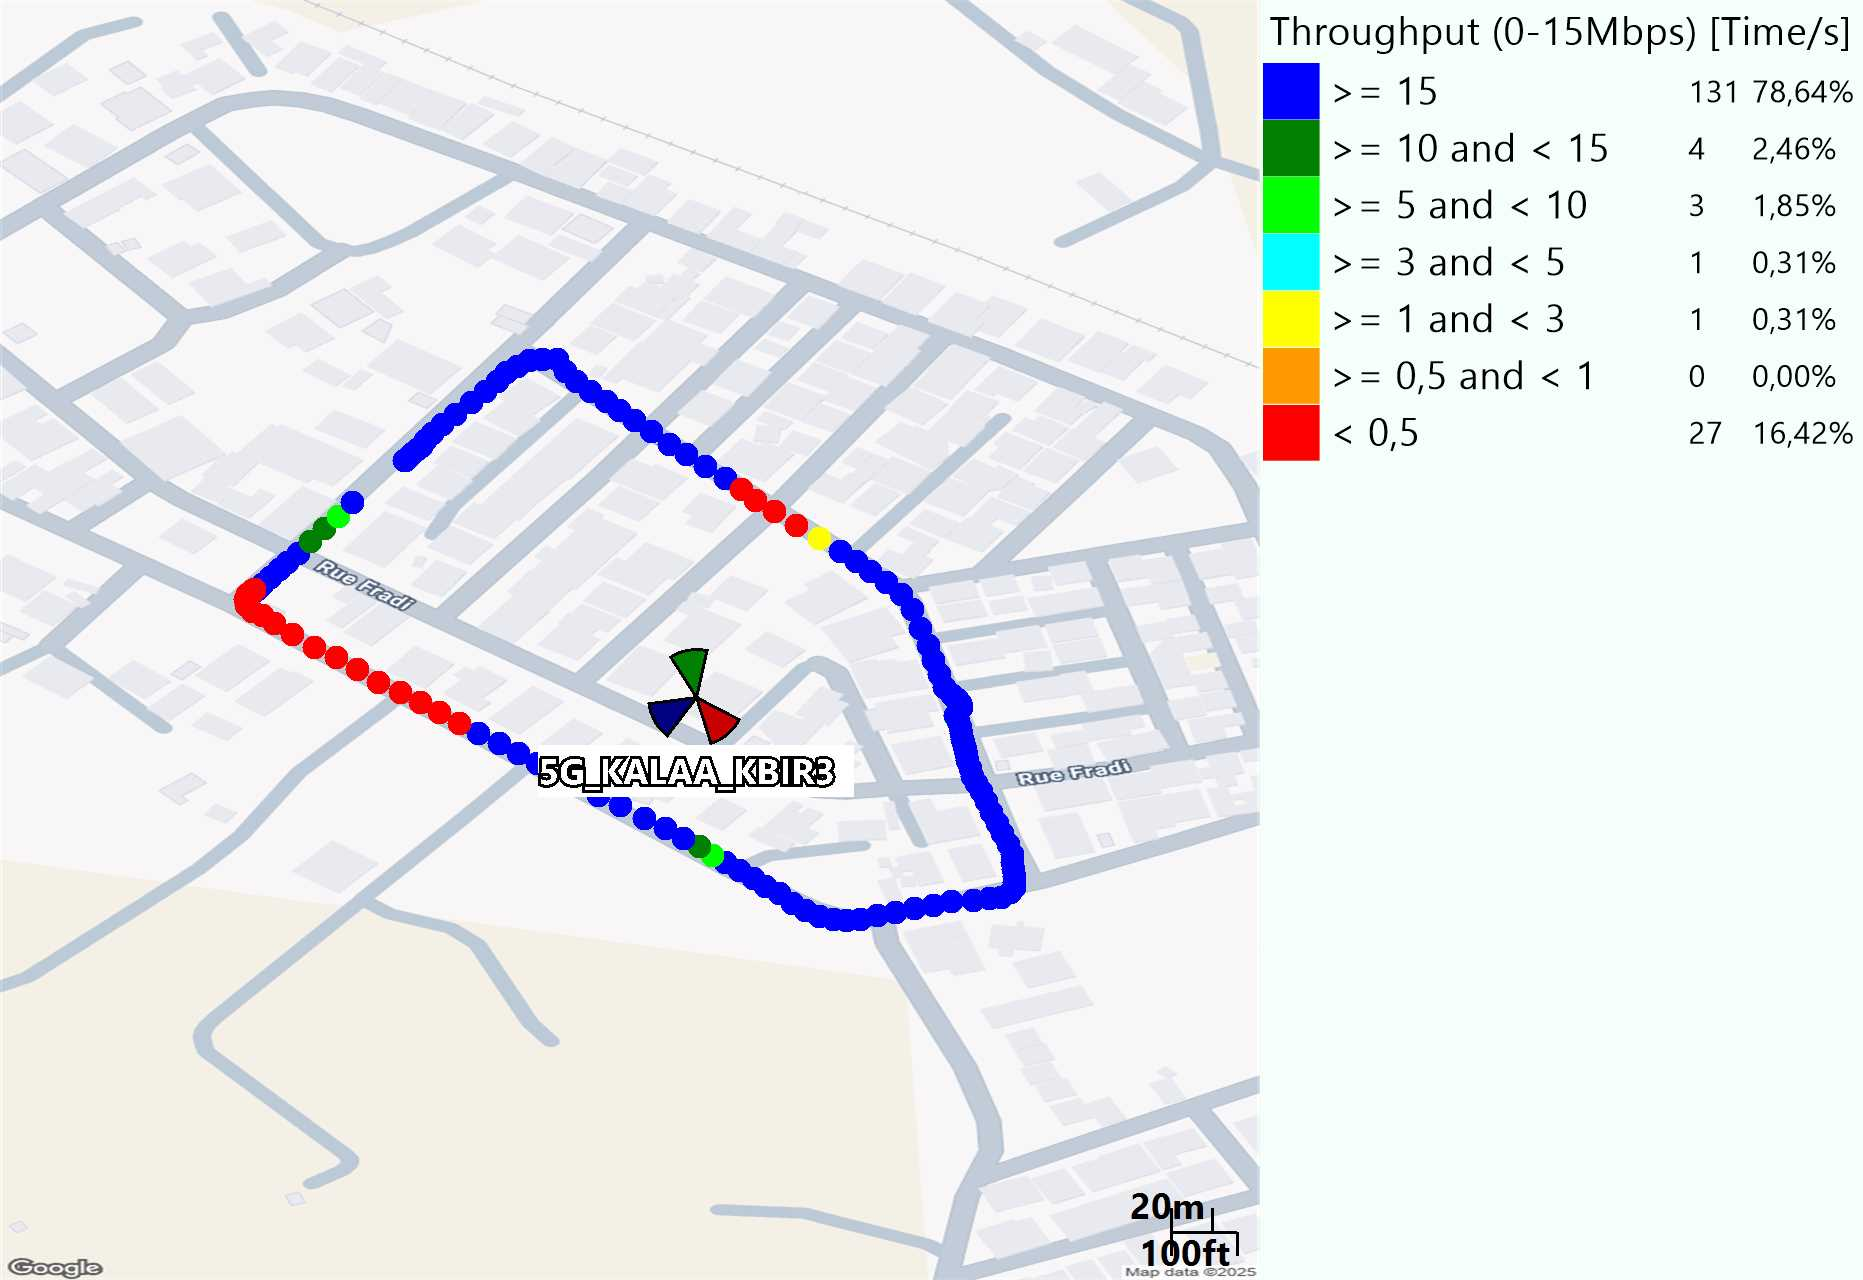 Throughput (0-15Mbps) [Time/s]
>= 15 131 78,64%
>= 10 and < 15 4 2,46%
>= 5 and < 10 3 1,85%
>= 3 and < 5 1 0,31%
>= 1 and < 3 1 0,31%
>= 0,5 and < 1 0 0,00%
< 0,5 27 16,42%
Rue Fradi
5G_KALAA_KBIR3
Rue Fradi
20m
100ft
Google
Map data ©2025